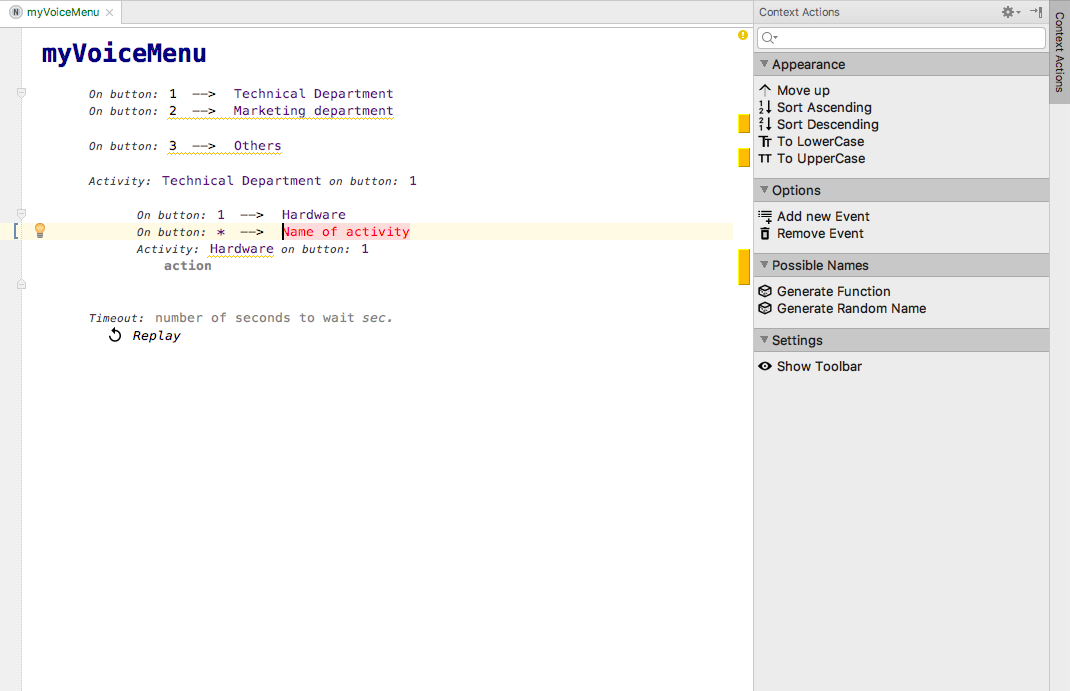 N myVoiceMenu
Context Actions
myVoiceMenu
On button: 1 ——> Technical Department
On button: 2 ——> Marketing department
On button: 3 ——> Others
Activity: Technical Department on button: 1
On button: 1 ——> Hardware
On button: * ——> Name of activity
Activity: Hardware on button: 1
action
Timeout: number of seconds to wait sec.
Replay
Appearance
Move up
Sort Ascending
Sort Descending
To LowerCase
To UpperCase
Options
Add new Event
Remove Event
Possible Names
Generate Function
Generate Random Name
Settings
Show Toolbar
Context Actions